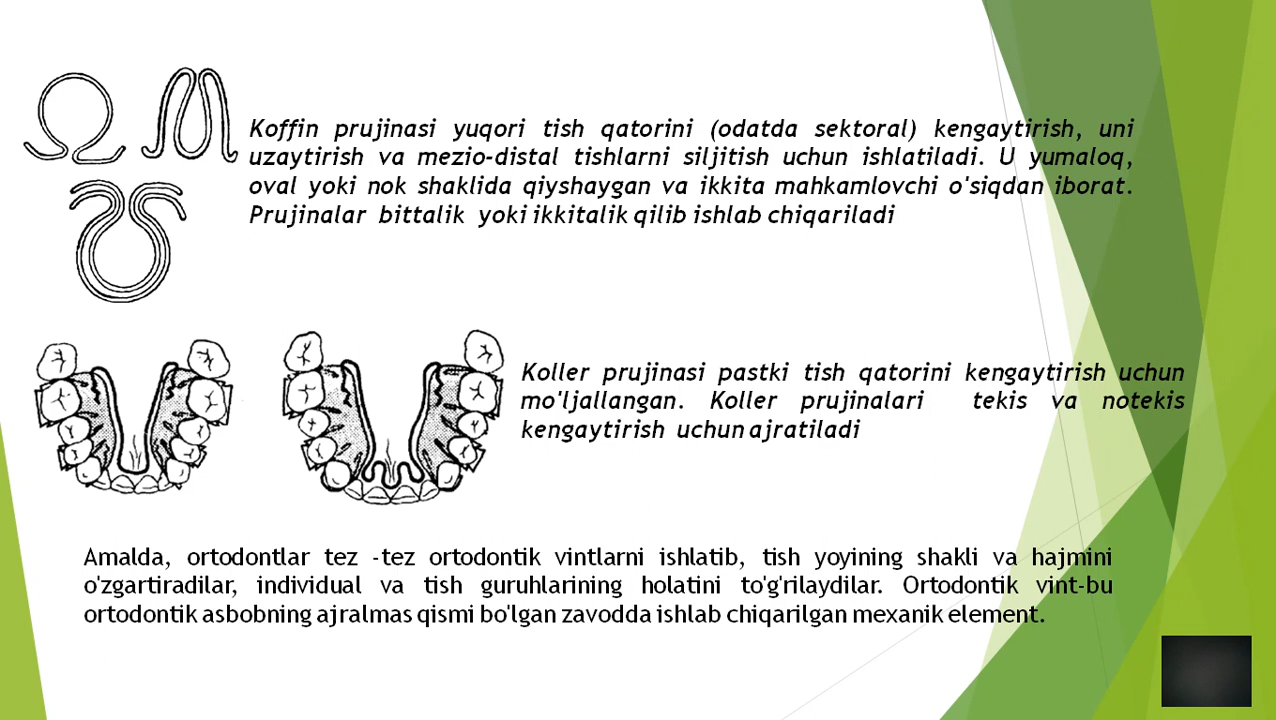 Koffin prujinasi yuqori tish qatorini (odatda sektoral) kengaytirish, uni
uzaytirish va mezio-distal tishlarni siljitish uchun ishlatiladi. U yumaloq,
oval yoki nok shaklida qiyshaygan va ikkita mahkamlovchi o'siqdan iborat.
Prujinalar bittalik yoki ikkitalik qilib ishlab chiqariladi
Koller prujinasi pastki tish qatorini kengaytirish uchun
mo'ljallangan. Koller prujinalari tekis va notekis
kengaytirish uchun ajratiladi
Amalda, ortodontlar tez -tez ortodontik vintlarni ishlatib, tish yoyining shakli va hajmini
o'zgartiradilar, individual va tish guruhlarining holatini to'g'rilaydilar. Ortodontik vint-bu
ortodontik asbobning ajralmas qismi bo'lgan zavodda ishlab chiqarilgan mexanik element.